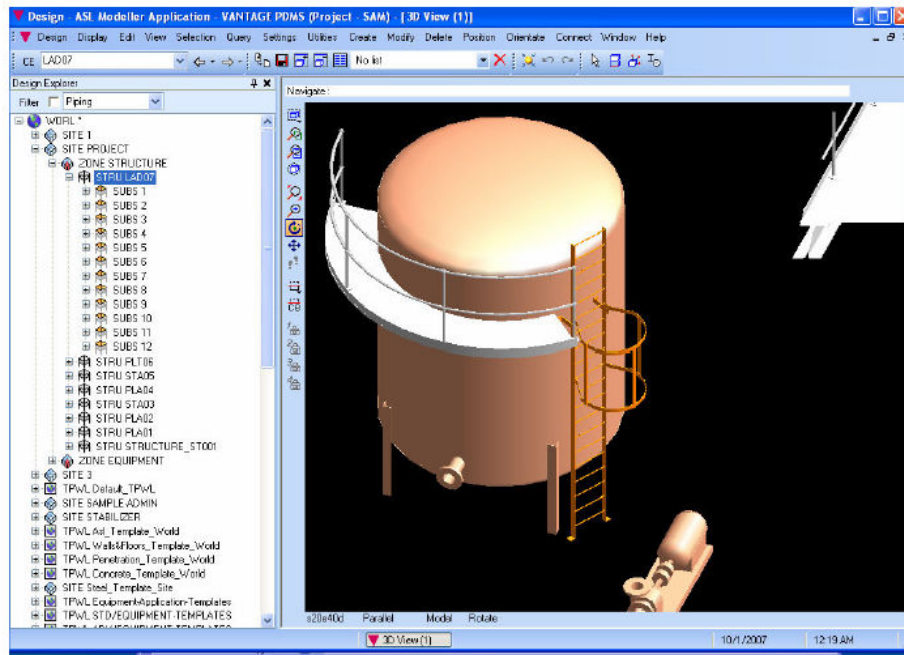 Design - ASL Modeller Application - VANTAGE PDMS (Project - SAM) - [3D View (1)]
Design Display Edit View Selection Query Settings Utilities Create Modify Delete Position Orientate Connect Window Help
CE LAD07 No list
Design Explorer
Navigate:
Filter Piping
WORL *
SITE 1
SITE PROJECT
ZONE STRUCTURE
STRU LAD07
SUBS 1
SUBS 2
SUBS 3
SUBS 4
SUBS 5
SUBS 6
SUBS 7
SUBS 8
SUBS 9
SUBS 10
SUBS 11
SUBS 12
STRU PLT06
STRU STA05
STRU PLA04
STRU STA03
STRU PLA02
STRU PLA01
STRU STRUCTURE_ST001
ZONE EQUIPMENT
SITE 3
TPWL Default_TPWL
SITE SAMPLE-ADMIN
SITE STABILIZER
TPWL Asl_Template_World
TPWL Walls&Floors_Template_World
TPWL Penetration_Template_World
TPWL Concrete_Template_World
SITE Steel_Template_Site
TPWL Equipment-Application-Templates
TPWL STD/EQUIPMENT-TEMPLATES
s20e40d Parallel Model Rotate
3D View (1)
10/1/2007 12:19 AM